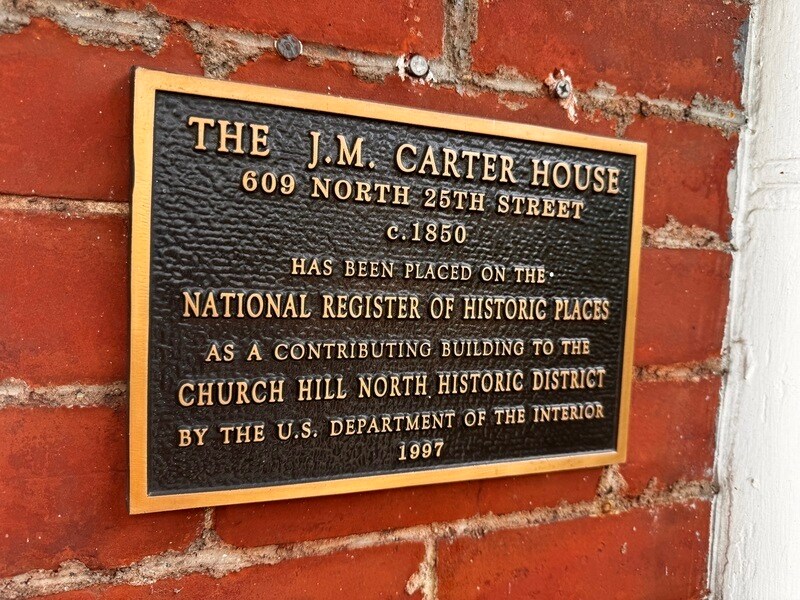 THE J.M. CARTER HOUSE
609 NORTH 25TH STREET
c.1850
HAS BEEN PLACED ON THE
NATIONAL REGISTER OF HISTORIC PLACES
AS A CONTRIBUTING BUILDING TO THE
CHURCH HILL NORTH HISTORIC DISTRICT
BY THE U.S. DEPARTMENT OF THE INTERIOR
1997